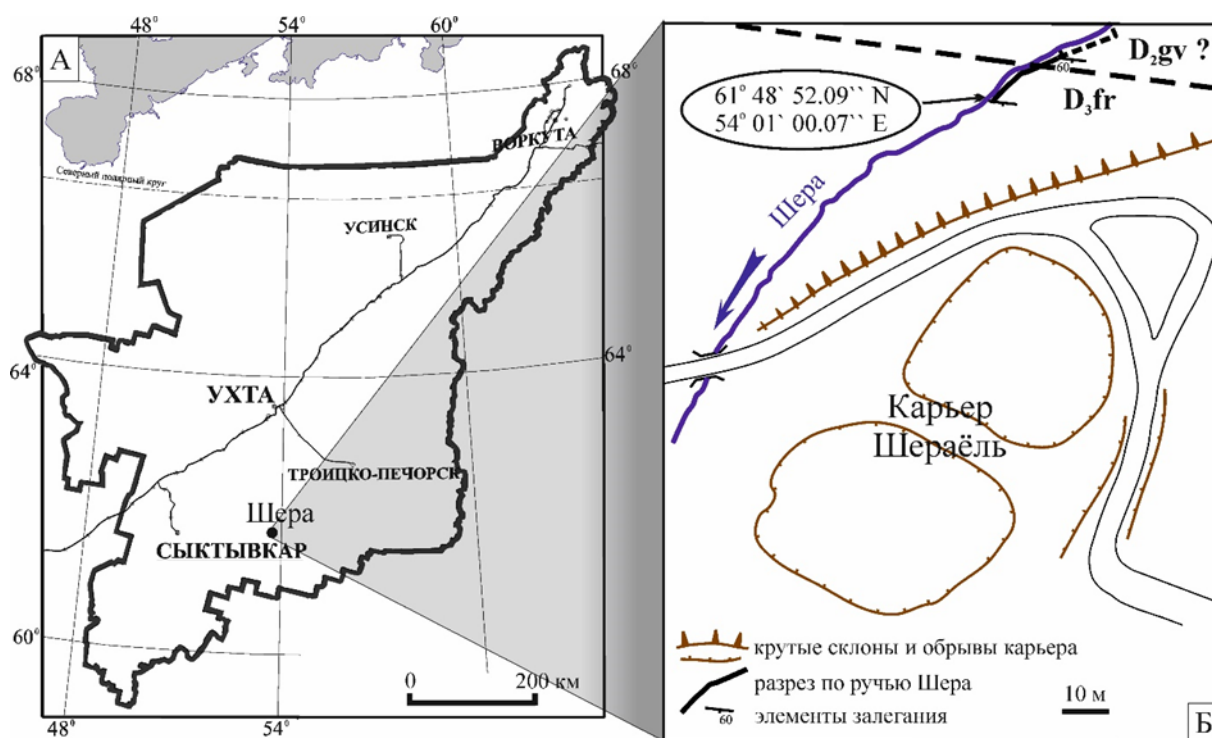 48° 54° 60°
А
68° 68°
ВОРКУТА
Северный полярный круг
УСИНСК
64° 64°
УХТА
ТРОИЦКО-ПЕЧОРСК
Шера
СЫКТЫВКАР
60°
0 200 км
48° 54°
D₂gv ?
60
D₃fr
61° 48` 52.09`` N
54° 01` 00.07`` E
Шера
Карьер
Шераёль
крутые склоны и обрывы карьера
разрез по ручью Шера
60 элементы залегания
10 м
Б